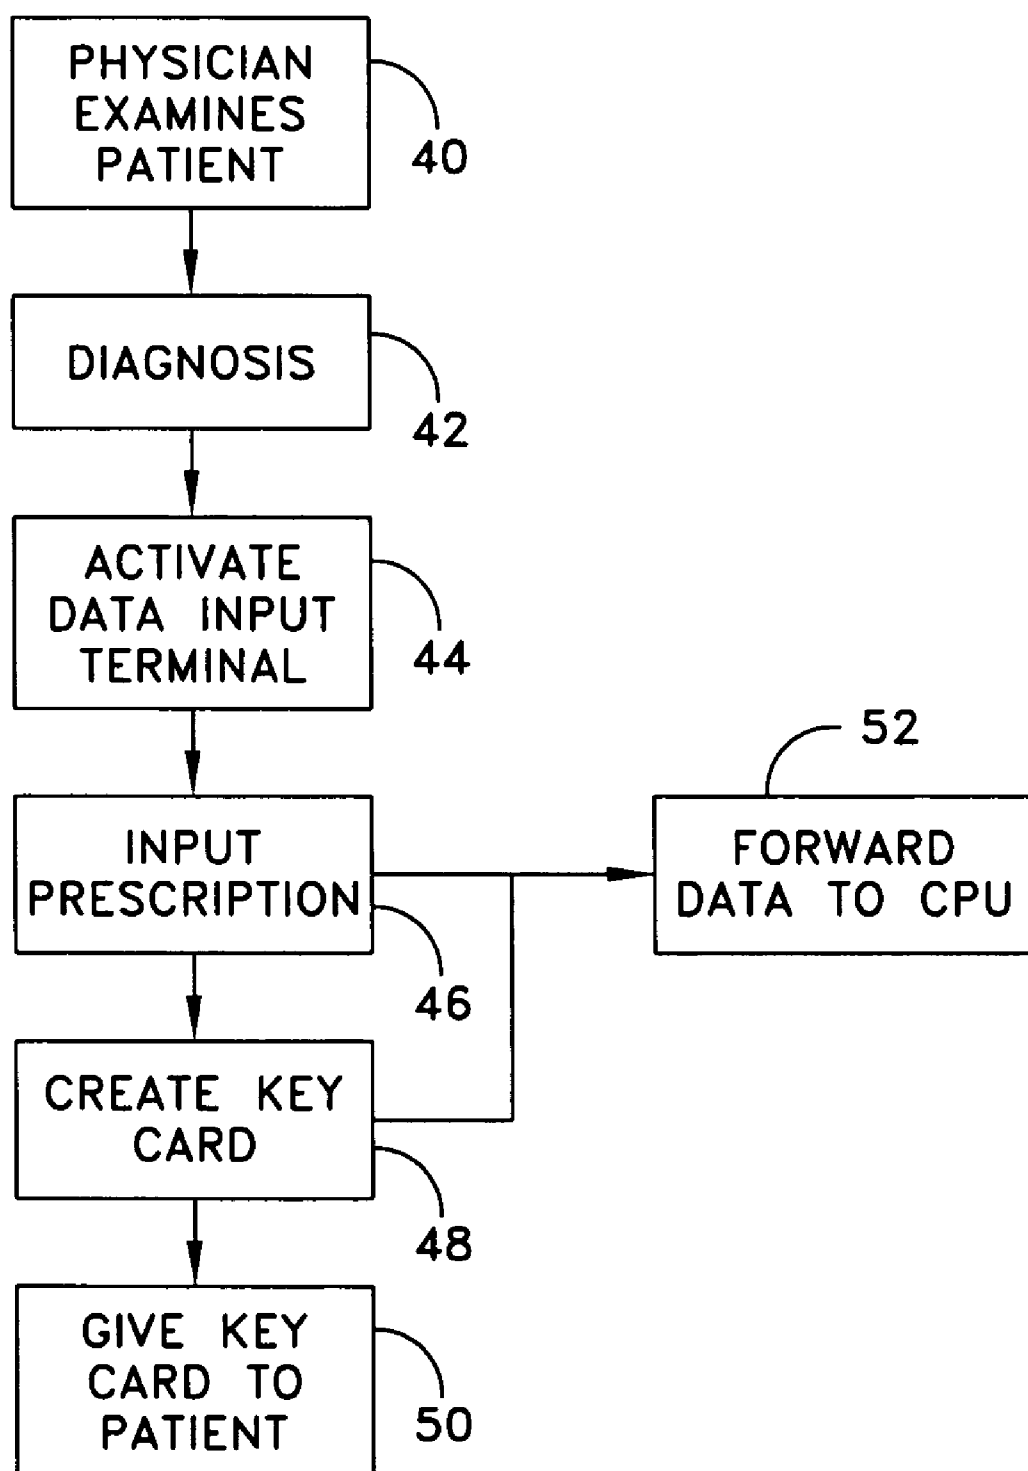 PHYSICIAN
EXAMINES
PATIENT
40
DIAGNOSIS
42
ACTIVATE
DATA INPUT
TERMINAL
44
INPUT
PRESCRIPTION
46
52
FORWARD
DATA TO CPU
CREATE KEY
CARD
48
GIVE KEY
CARD TO
PATIENT
50